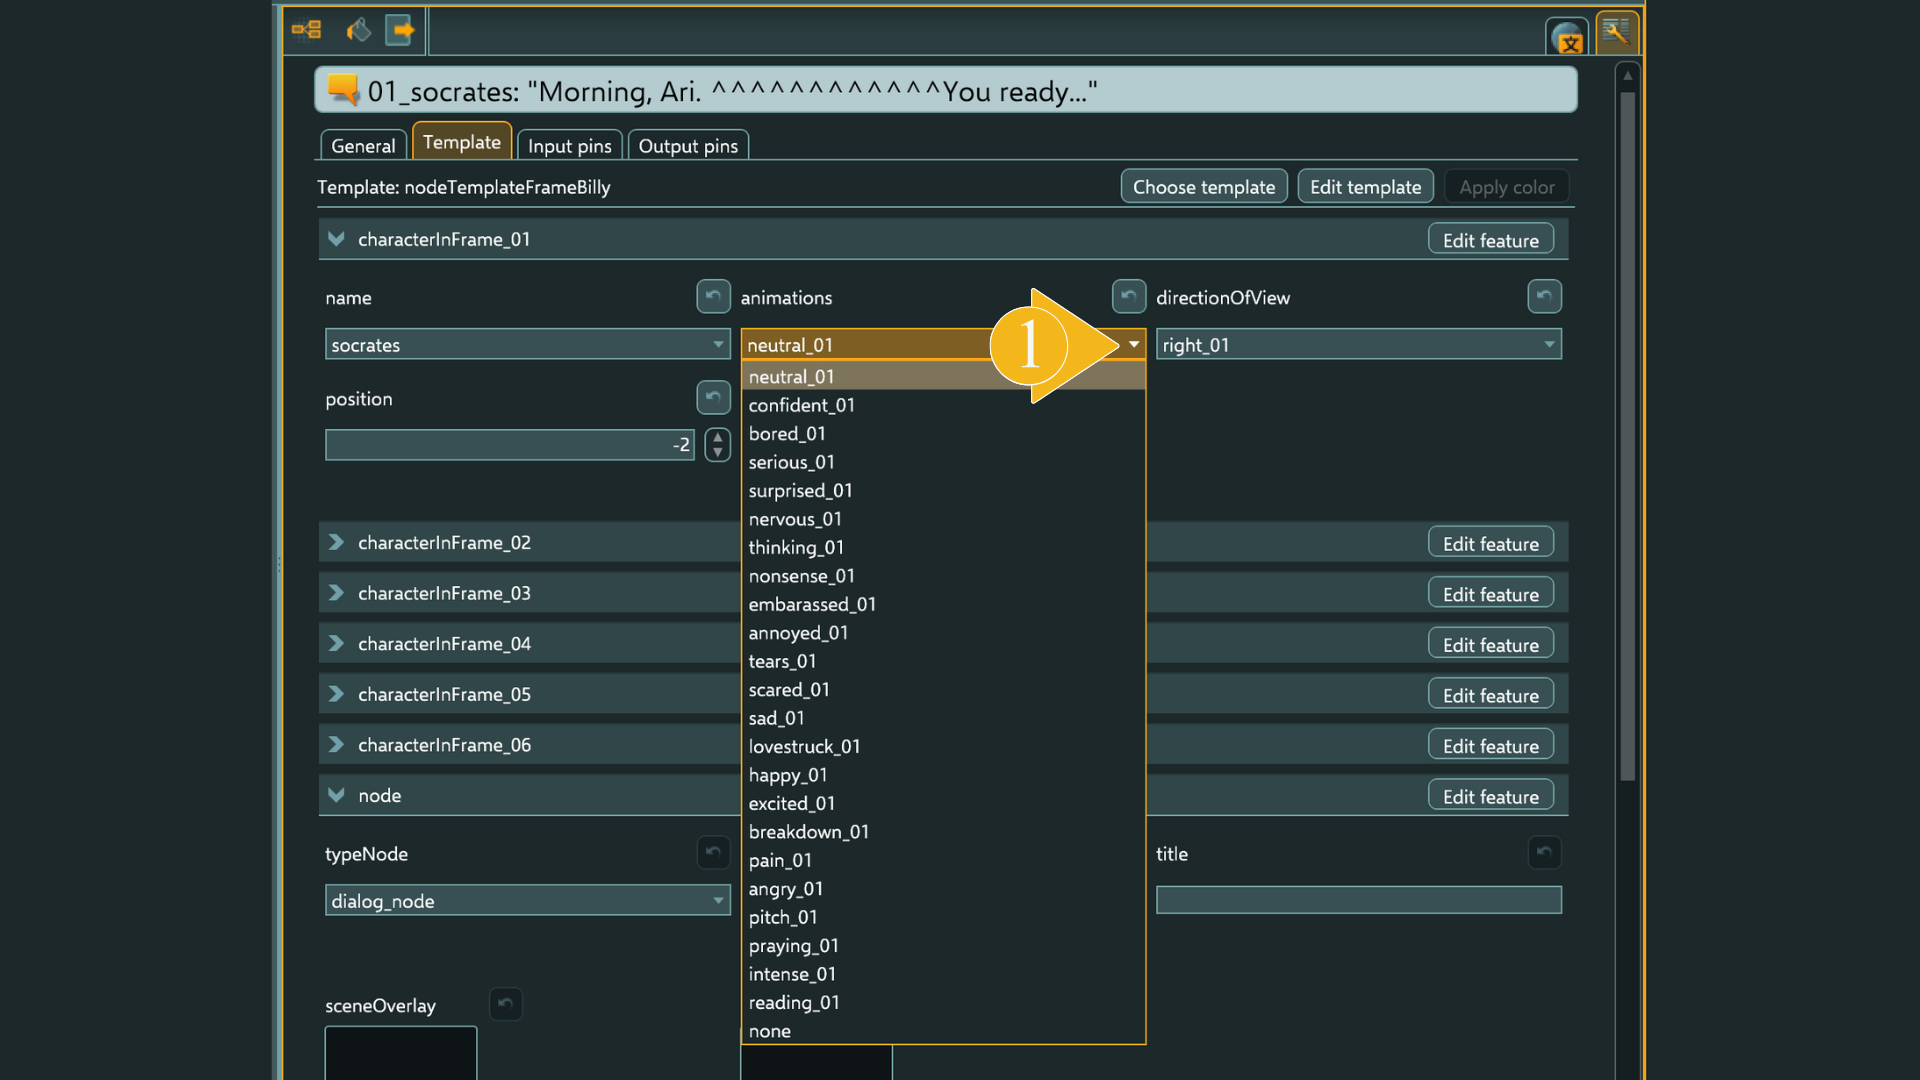 文
01_socrates: "Morning, Ari. ^^^^^^^^^^^^You ready..."
General Template Input pins Output pins
Template: nodeTemplateFrameBilly Choose template Edit template Apply color
characterInFrame_01 Edit feature
name animations directionOfView
socrates neutral_01 1 right_01
position
-2
neutral_01
confident_01
bored_01
serious_01
surprised_01
nervous_01
thinking_01
nonsense_01
embarassed_01
annoyed_01
tears_01
scared_01
sad_01
lovestruck_01
happy_01
excited_01
breakdown_01
pain_01
angry_01
pitch_01
praying_01
intense_01
reading_01
none
characterInFrame_02 Edit feature
characterInFrame_03 Edit feature
characterInFrame_04 Edit feature
characterInFrame_05 Edit feature
characterInFrame_06 Edit feature
node Edit feature
typeNode title
dialog_node
sceneOverlay